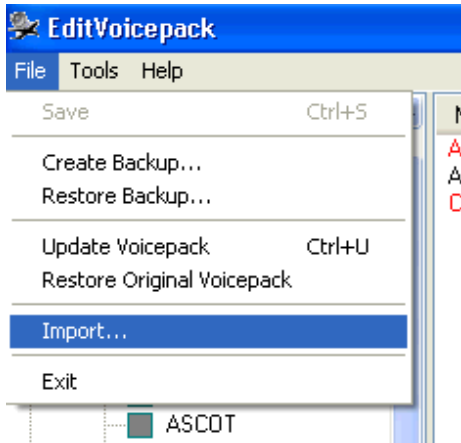 EditVoicepack
File Tools Help
Save Ctrl+S
Create Backup...
Restore Backup...
Update Voicepack Ctrl+U
Restore Original Voicepack
Import...
Exit
ASCOT